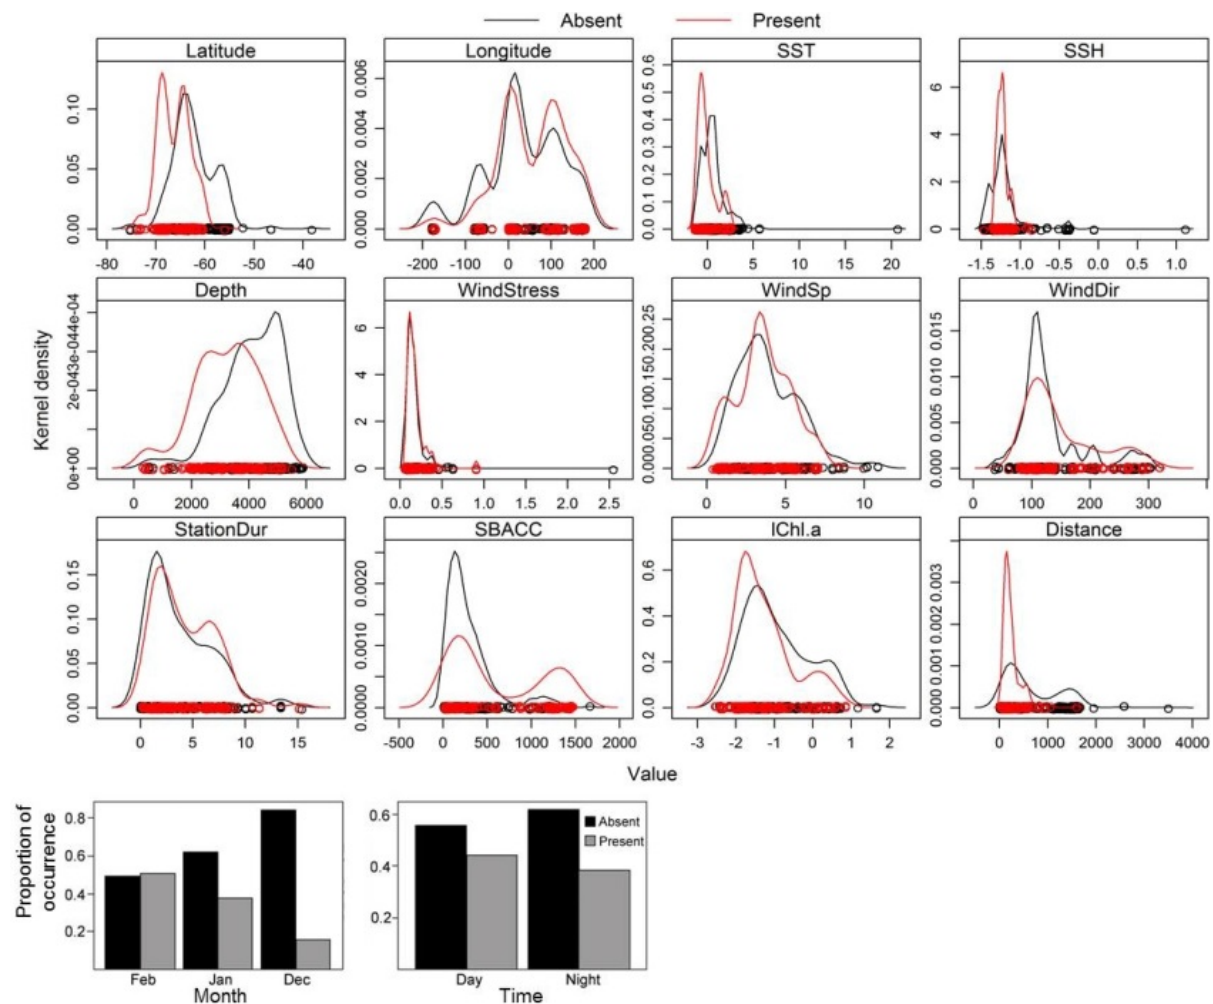 Absent Present
Latitude Longitude SST SSH
0.00 0.05 0.10
-80 -70 -60 -50 -40
0.000 0.002 0.004 0.006
-200 -100 0 100 200
0.0 0.1 0.2 0.3 0.4 0.5 0.6
0 5 10 15 20
0 2 4 6
-1.5 -1.0 0.0 0.5 1.0
Depth WindStress WindSp WindDir
Kernel density
0e+00 2e-043e-044e-04
0 2000 4000 6000
0 2 4 6
0.0 0.5 1.0 1.5 2.0 2.5
0.000.050.100.150.200.25
0 5 10
0.000 0.005 0.010 0.015
0 100 200 300
StationDur SBACC lChl.a Distance
0.00 0.05 0.10 0.15
0 5 10 15
0.0000 0.0010 0.0020
-500 0 500 1000 1500 2000
0.0 0.2 0.4 0.6
-3 -2 -1 0 1 2
0.0000 0.001 0.002 0.003
0 1000 2000 3000 4000
Value
Proportion of
occurrence
0.2 0.4 0.6 0.8
Feb Jan Dec
Month
0.2 0.4 0.6
Absent
Present
Day Night
Time